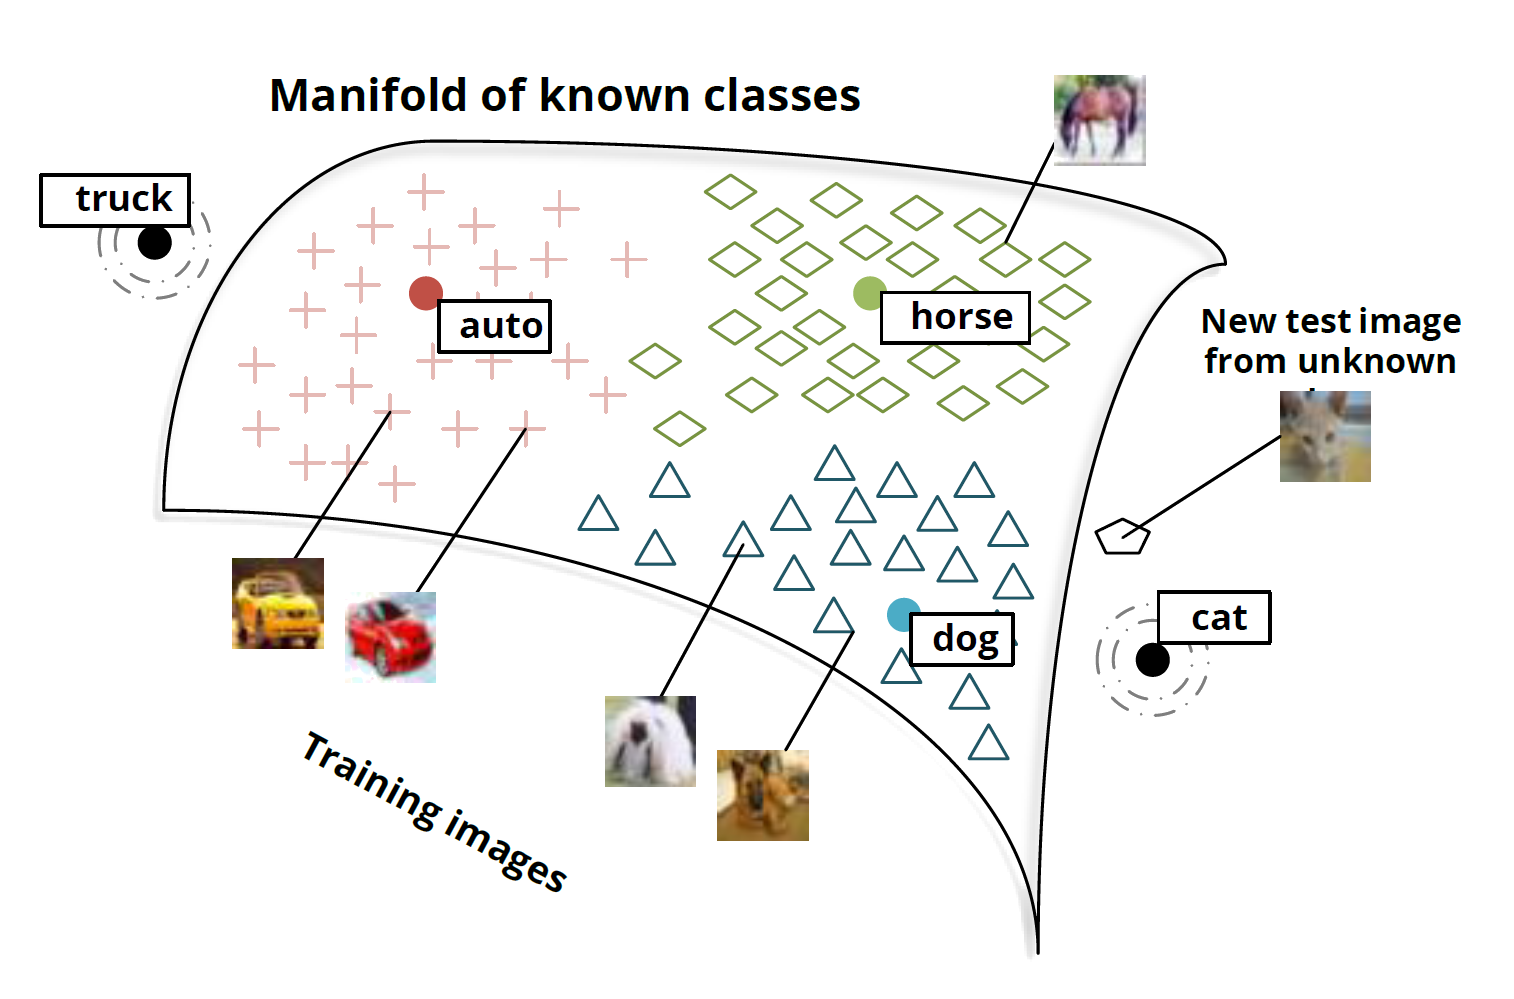 Manifold of known classes
truck
auto
horse
New test image
from unknown
cat
dog
Training images